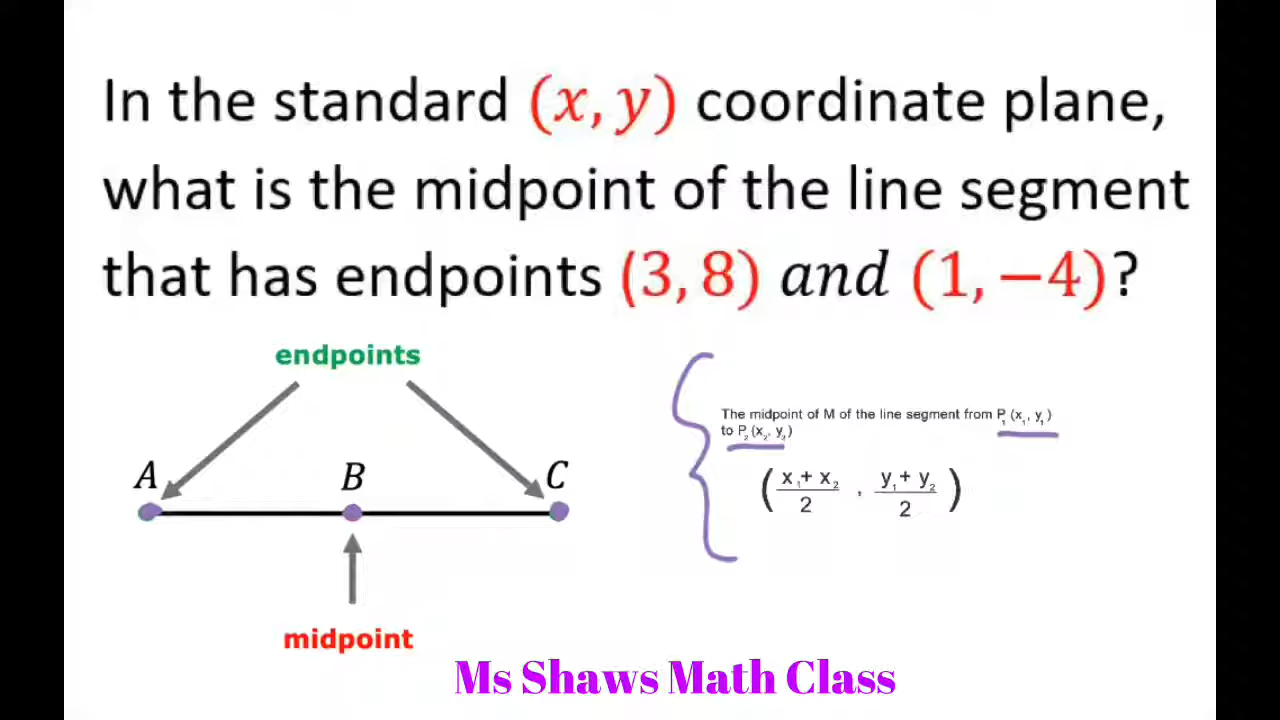 In the standard (x, y) coordinate plane,
what is the midpoint of the line segment
that has endpoints (3, 8) and (1, −4)?
endpoints
A
B
C
midpoint
The midpoint of M of the line segment from P₁ (x₁, y₁)
to P₂ (x₂, y₂)
( x₁+ x₂ / 2 , y₁+ y₂ / 2 )
Ms Shaws Math Class